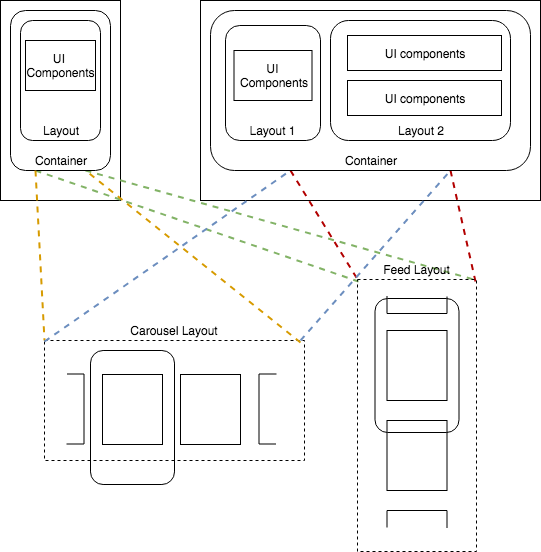 UI
Components
Layout
Container
UI
Components
Layout 1
UI components
UI components
Layout 2
Container
Feed Layout
Carousel Layout